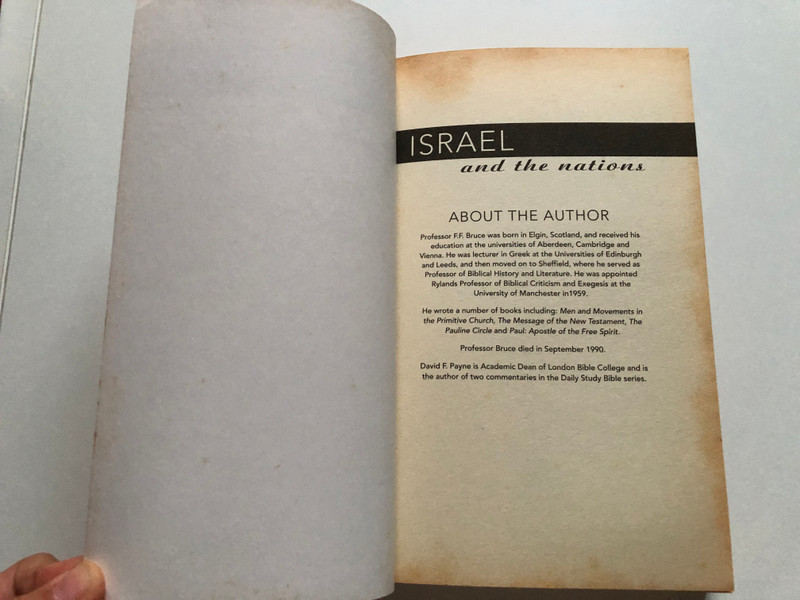 ISRAEL
and the nations
ABOUT THE AUTHOR
Professor F.F. Bruce was born in Elgin, Scotland, and received his
education at the universities of Aberdeen, Cambridge and
Vienna. He was lecturer in Greek at the Universities of Edinburgh
and Leeds, and then moved on to Sheffield, where he served as
Professor of Biblical History and Literature. He was appointed
Rylands Professor of Biblical Criticism and Exegesis at the
University of Manchester in1959.
He wrote a number of books including: Men and Movements in
the Primitive Church, The Message of the New Testament, The
Pauline Circle and Paul: Apostle of the Free Spirit.
Professor Bruce died in September 1990.
David F. Payne is Academic Dean of London Bible College and is
the author of two commentaries in the Daily Study Bible series.